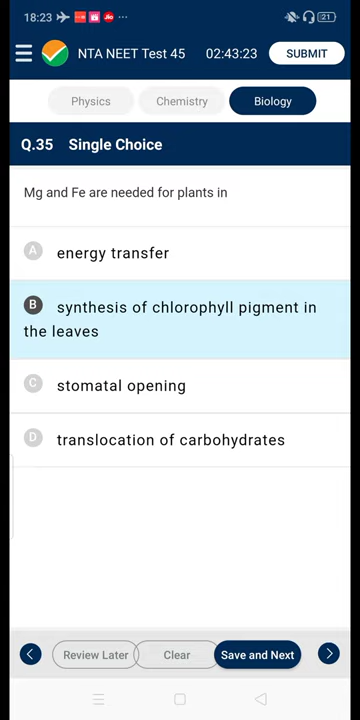 18:23 Jio ... 21
NTA NEET Test 45 02:43:23 SUBMIT
Physics Chemistry Biology
Q.35 Single Choice
Mg and Fe are needed for plants in
A energy transfer
B synthesis of chlorophyll pigment in
the leaves
C stomatal opening
D translocation of carbohydrates
< Review Later Clear Save and Next >